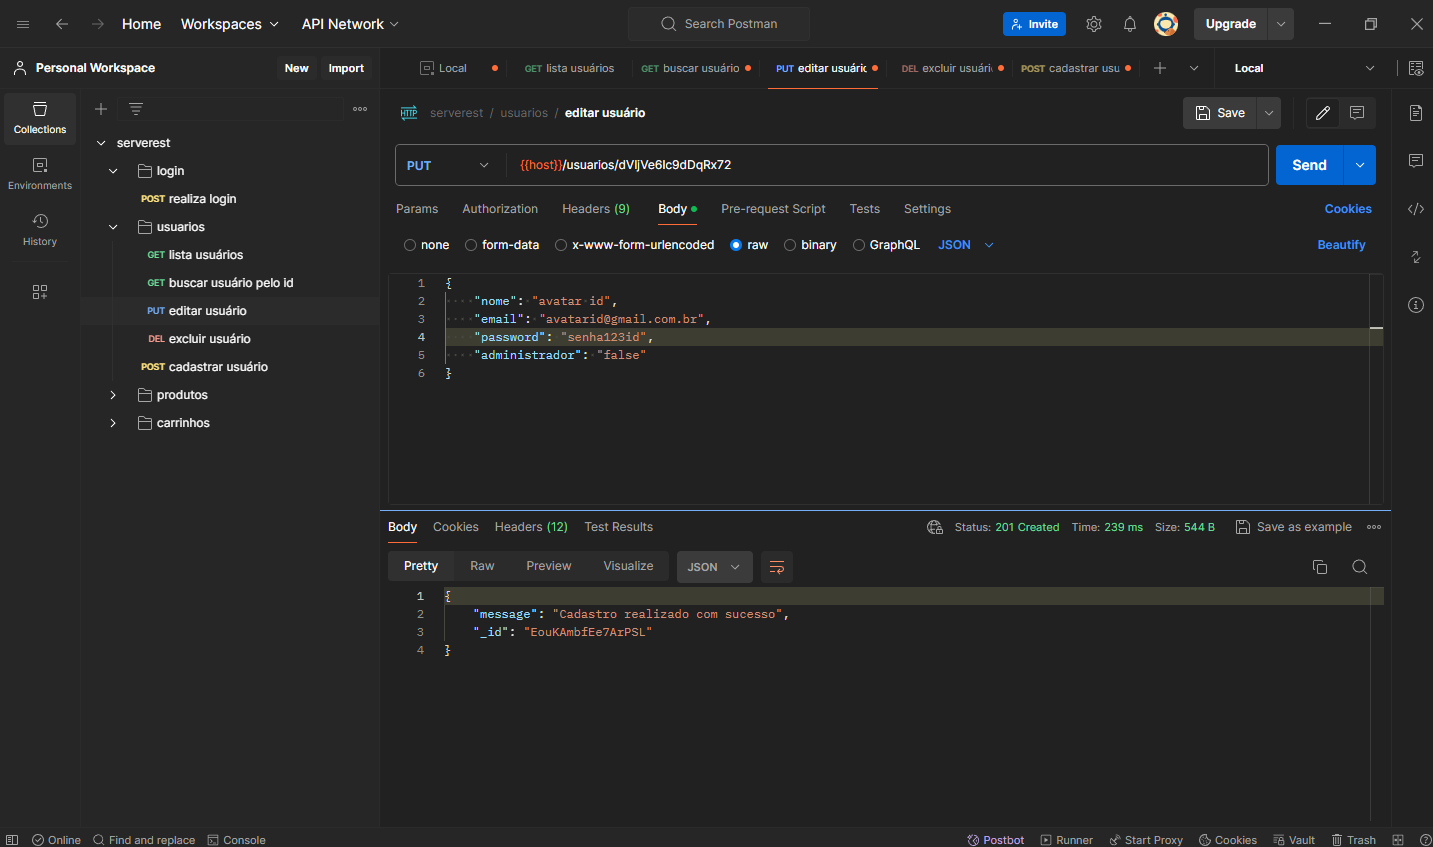 Home Workspaces API Network Search Postman Invite Upgrade
Personal Workspace New Import Local GET lista usuários GET buscar usuário PUT editar usuári DEL excluir usuári POST cadastrar usu Local
Collections
Environments
History
serverest
login
POST realiza login
usuarios
GET lista usuários
GET buscar usuário pelo id
PUT editar usuário
DEL excluir usuário
POST cadastrar usuário
produtos
carrinhos
HTTP serverest / usuarios / editar usuário Save
PUT {{host}}/usuarios/dVljVe6lc9dDqRx72 Send
Params Authorization Headers (9) Body Pre-request Script Tests Settings Cookies
none form-data x-www-form-urlencoded raw binary GraphQL JSON Beautify
1 {
2 "nome": "avatar id",
3 "email": "avatarid@gmail.com.br",
4 "password": "senha123id",
5 "administrador": "false"
6 }
Body Cookies Headers (12) Test Results Status: 201 Created Time: 239 ms Size: 544 B Save as example
Pretty Raw Preview Visualize JSON
1 {
2 "message": "Cadastro realizado com sucesso",
3 "_id": "EouKAmbfEe7ArPSL"
4 }
Online Find and replace Console Postbot Runner Start Proxy Cookies Vault Trash